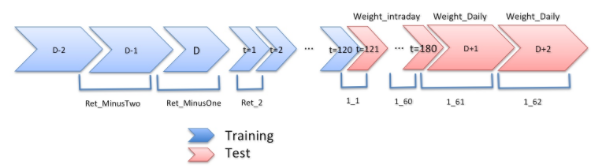 Weight_intraday Weight_Daily Weight_Daily
D-2 D-1 D t=1 t=2 ... t=120 t=121 ... t=180 D+1 D+2
Ret_MinusTwo Ret_MinusOne Ret_2 1_1 1_60 1_61 1_62
Training
Test